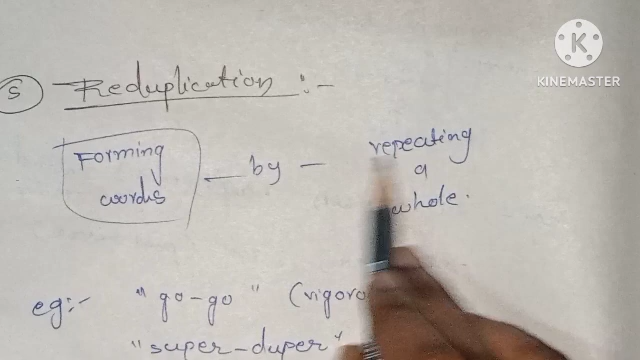 5 Reduplication :-
Forming words — by — repeating a whole.
eg:- "go-go" (vigoro
"super-duper"
KINEMASTER